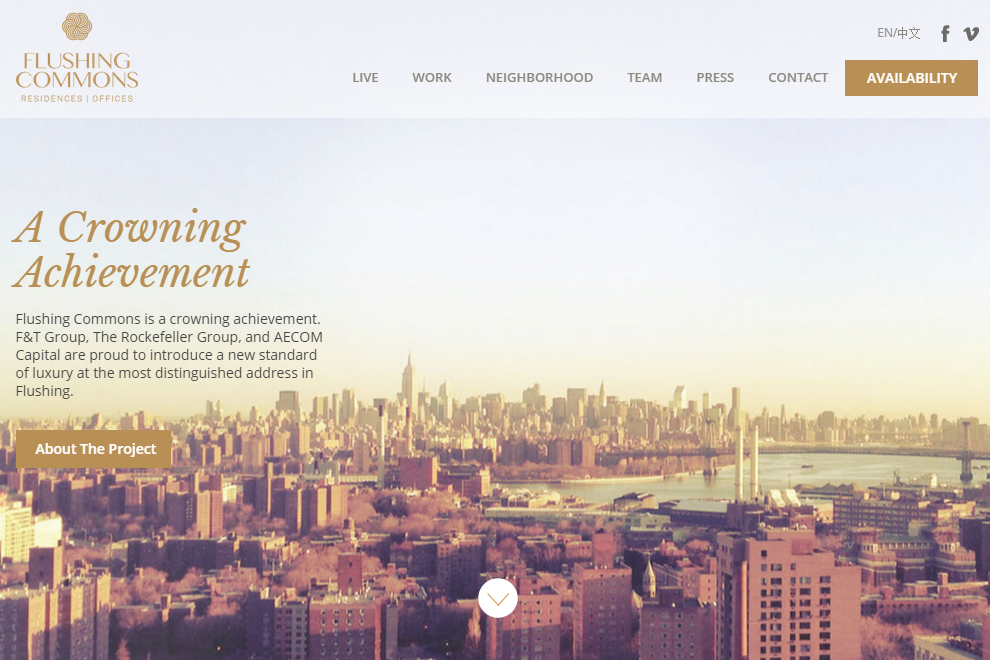 FLUSHING
COMMONS
RESIDENCES | OFFICES
EN/中文
LIVE WORK NEIGHBORHOOD TEAM PRESS CONTACT AVAILABILITY
A Crowning
Achievement
Flushing Commons is a crowning achievement.
F&T Group, The Rockefeller Group, and AECOM
Capital are proud to introduce a new standard
of luxury at the most distinguished address in
Flushing.
About The Project